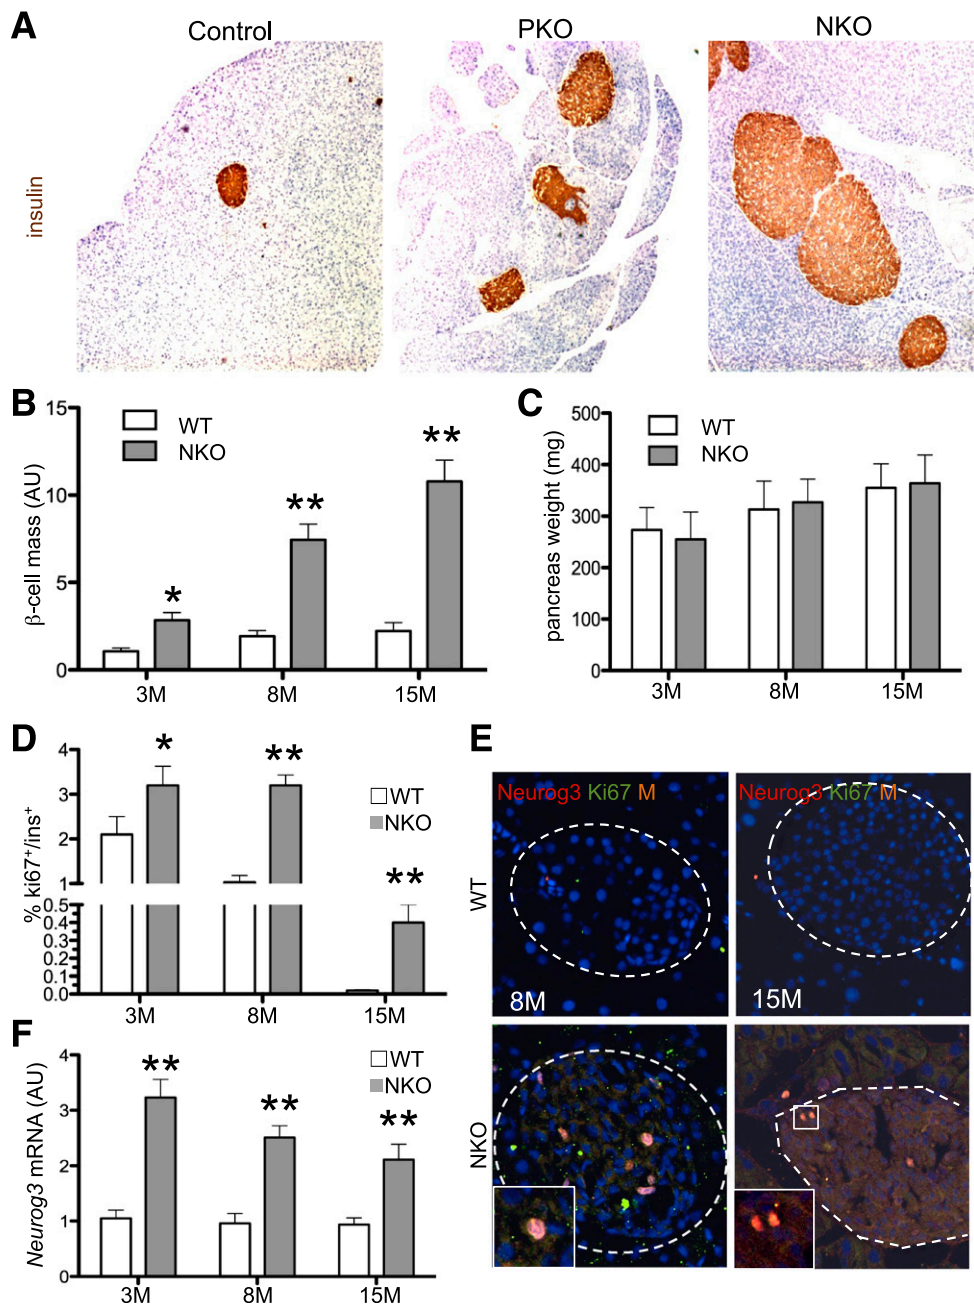 A
Control
PKO
NKO
insulin
B
β-cell mass (AU)
15
10
5
0
WT
NKO
*
**
**
3M
8M
15M
C
pancreas weight (mg)
500
400
300
200
100
0
WT
NKO
3M
8M
15M
D
% ki67+/ins+
4
3
2
1
0.5
0.4
0.3
0.2
0.1
0.0
WT
NKO
*
**
**
3M
8M
15M
E
Neurog3 Ki67 M
Neurog3 Ki67 M
WT
8M
15M
NKO
F
Neurog3 mRNA (AU)
4
3
2
1
0
WT
NKO
**
**
**
3M
8M
15M